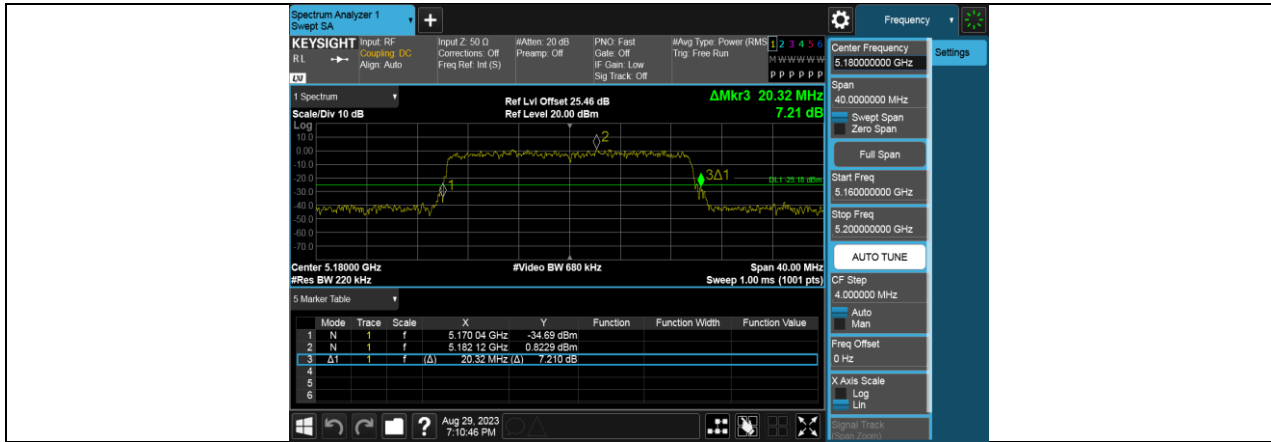 Spectrum Analyzer 1
Swept SA
+
Frequency
KEYSIGHT
RL
LXI
Input: RF
Coupling: DC
Align: Auto
Input Z: 50 Ω
Corrections: Off
Freq Ref: Int (S)
#Atten: 20 dB
Preamp: Off
PNO: Fast
Gate: Off
IF Gain: Low
Sig Track: Off
#Avg Type: Power (RMS
Trig: Free Run
1 2 3 4 5 6
M W W W W W
P P P P P P
1 Spectrum
Scale/Div 10 dB
Ref Lvl Offset 25.46 dB
Ref Level 20.00 dBm
ΔMkr3 20.32 MHz
7.21 dB
Log
10.0
0.00
-10.0
-20.0
-30.0
-40.0
-50.0
-60.0
-70.0
2
1
3Δ1
DL1 -25.18 dBm
Center 5.18000 GHz
#Res BW 220 kHz
#Video BW 680 kHz
Span 40.00 MHz
Sweep 1.00 ms (1001 pts)
5 Marker Table
Mode Trace Scale X Y Function Function Width Function Value
1 N 1 f 5.170 04 GHz -34.69 dBm
2 N 1 f 5.182 12 GHz 0.8229 dBm
3 Δ1 1 f (Δ) 20.32 MHz (Δ) 7.210 dB
4
5
6
?
Aug 29, 2023
7:10:46 PM
Center Frequency
5.180000000 GHz
Settings
Span
40.0000000 MHz
Swept Span
Zero Span
Full Span
Start Freq
5.160000000 GHz
Stop Freq
5.200000000 GHz
AUTO TUNE
CF Step
4.000000 MHz
Auto
Man
Freq Offset
0 Hz
X Axis Scale
Log
Lin
Signal Track
(Span Zoom)